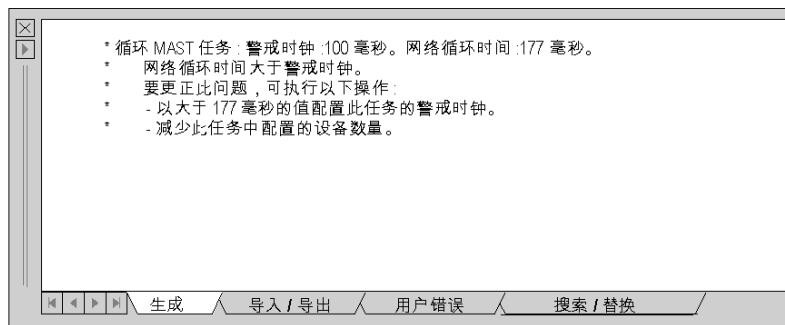 * 循环 MAST 任务 : 警戒时钟 :100 毫秒。网络循环时间 :177 毫秒。
* 网络循环时间大于警戒时钟。
* 要更正此问题，可执行以下操作 :
* - 以大于 177 毫秒的值配置此任务的警戒时钟。
* - 减少此任务中配置的设备数量。
生成 导入 / 导出 用户错误 搜索 / 替换